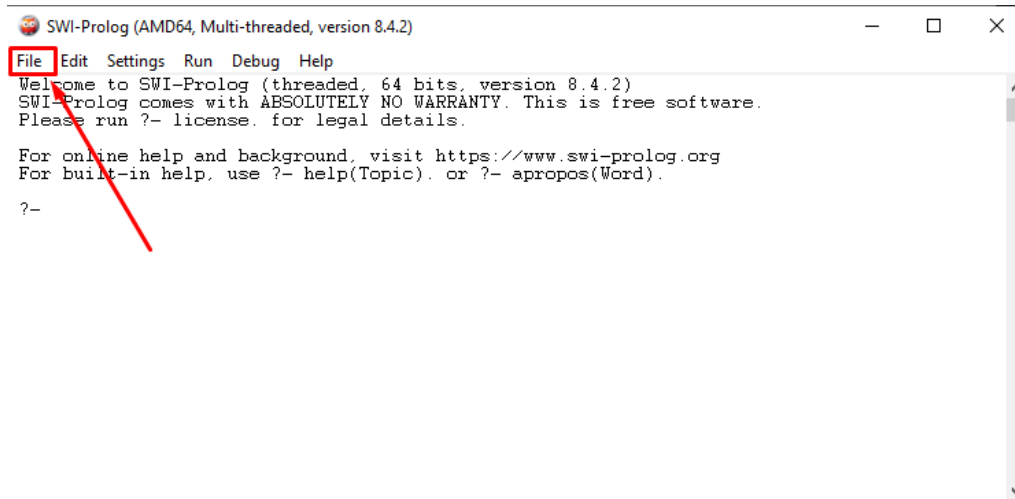 SWI-Prolog (AMD64, Multi-threaded, version 8.4.2)
File Edit Settings Run Debug Help
Welcome to SWI-Prolog (threaded, 64 bits, version 8.4.2)
SWI-Prolog comes with ABSOLUTELY NO WARRANTY. This is free software.
Please run ?- license. for legal details.
For online help and background, visit https://www.swi-prolog.org
For built-in help, use ?- help(Topic). or ?- apropos(Word).
?-